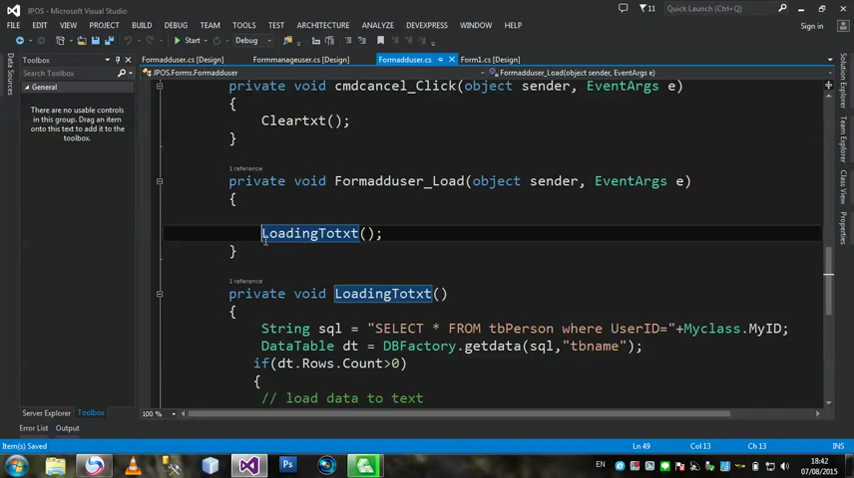 JPOS - Microsoft Visual Studio
11
Quick Launch (Ctrl+Q)
FILE EDIT VIEW PROJECT BUILD DEBUG TEAM TOOLS TEST ARCHITECTURE ANALYZE DEVEXPRESS WINDOW HELP
Sign in
Start Debug
Toolbox
Search Toolbox
General
There are no usable controls in this group. Drag an item onto this text to add it to the toolbox.
Data Sources
Formadduser.cs [Design] Formmanageuser.cs [Design] Formadduser.cs Form1.cs [Design]
JPOS.Forms.Formadduser
Formadduser_Load(object sender, EventArgs e)
private void cmdcancel_Click(object sender, EventArgs e)
{
Cleartxt();
}
1 reference
private void Formadduser_Load(object sender, EventArgs e)
{
LoadingTotxt();
}
1 reference
private void LoadingTotxt()
{
String sql = "SELECT * FROM tbPerson where UserID="+Myclass.MyID;
DataTable dt = DBFactory.getdata(sql,"tbname");
if(dt.Rows.Count>0)
{
// load data to text
100 %
Solution Explorer
Team Explorer
Class View
Properties
Server Explorer Toolbox
Error List Output
Item(s) Saved
Ln 49 Col 13 Ch 13 INS
EN
18:42
07/08/2015